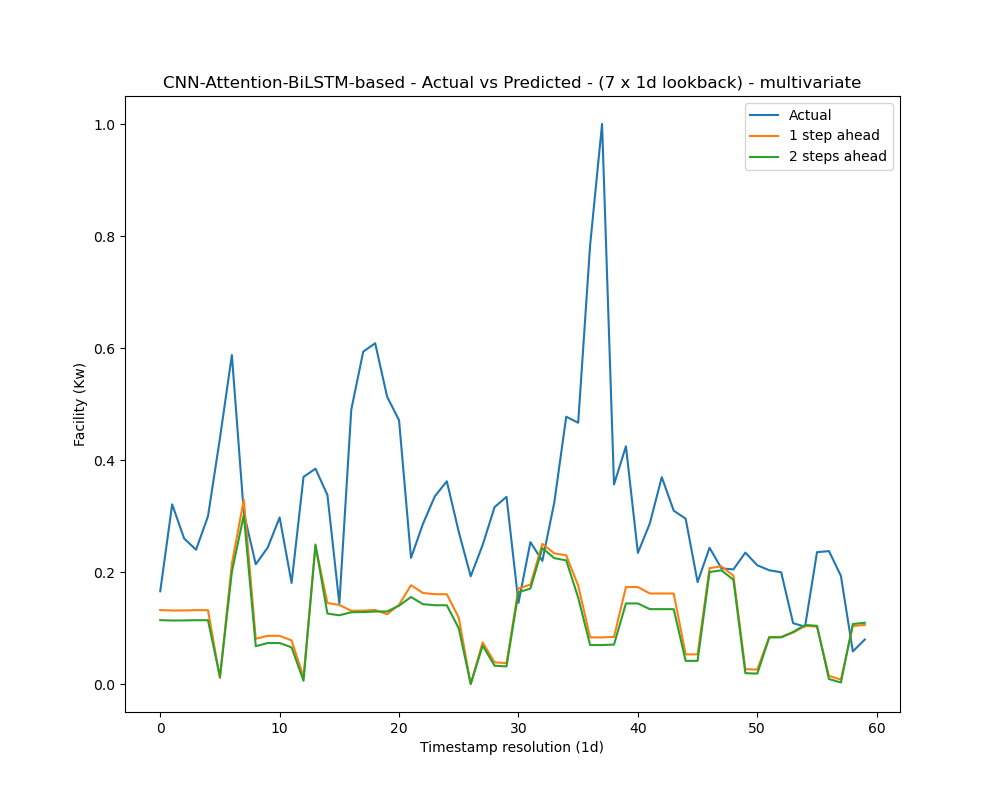 CNN-Attention-BiLSTM-based - Actual vs Predicted - (7 x 1d lookback) - multivariate
Actual
1 step ahead
2 steps ahead
1.0
0.8
0.6
0.4
0.2
0.0
Facility (Kw)
0 10 20 30 40 50 60
Timestamp resolution (1d)